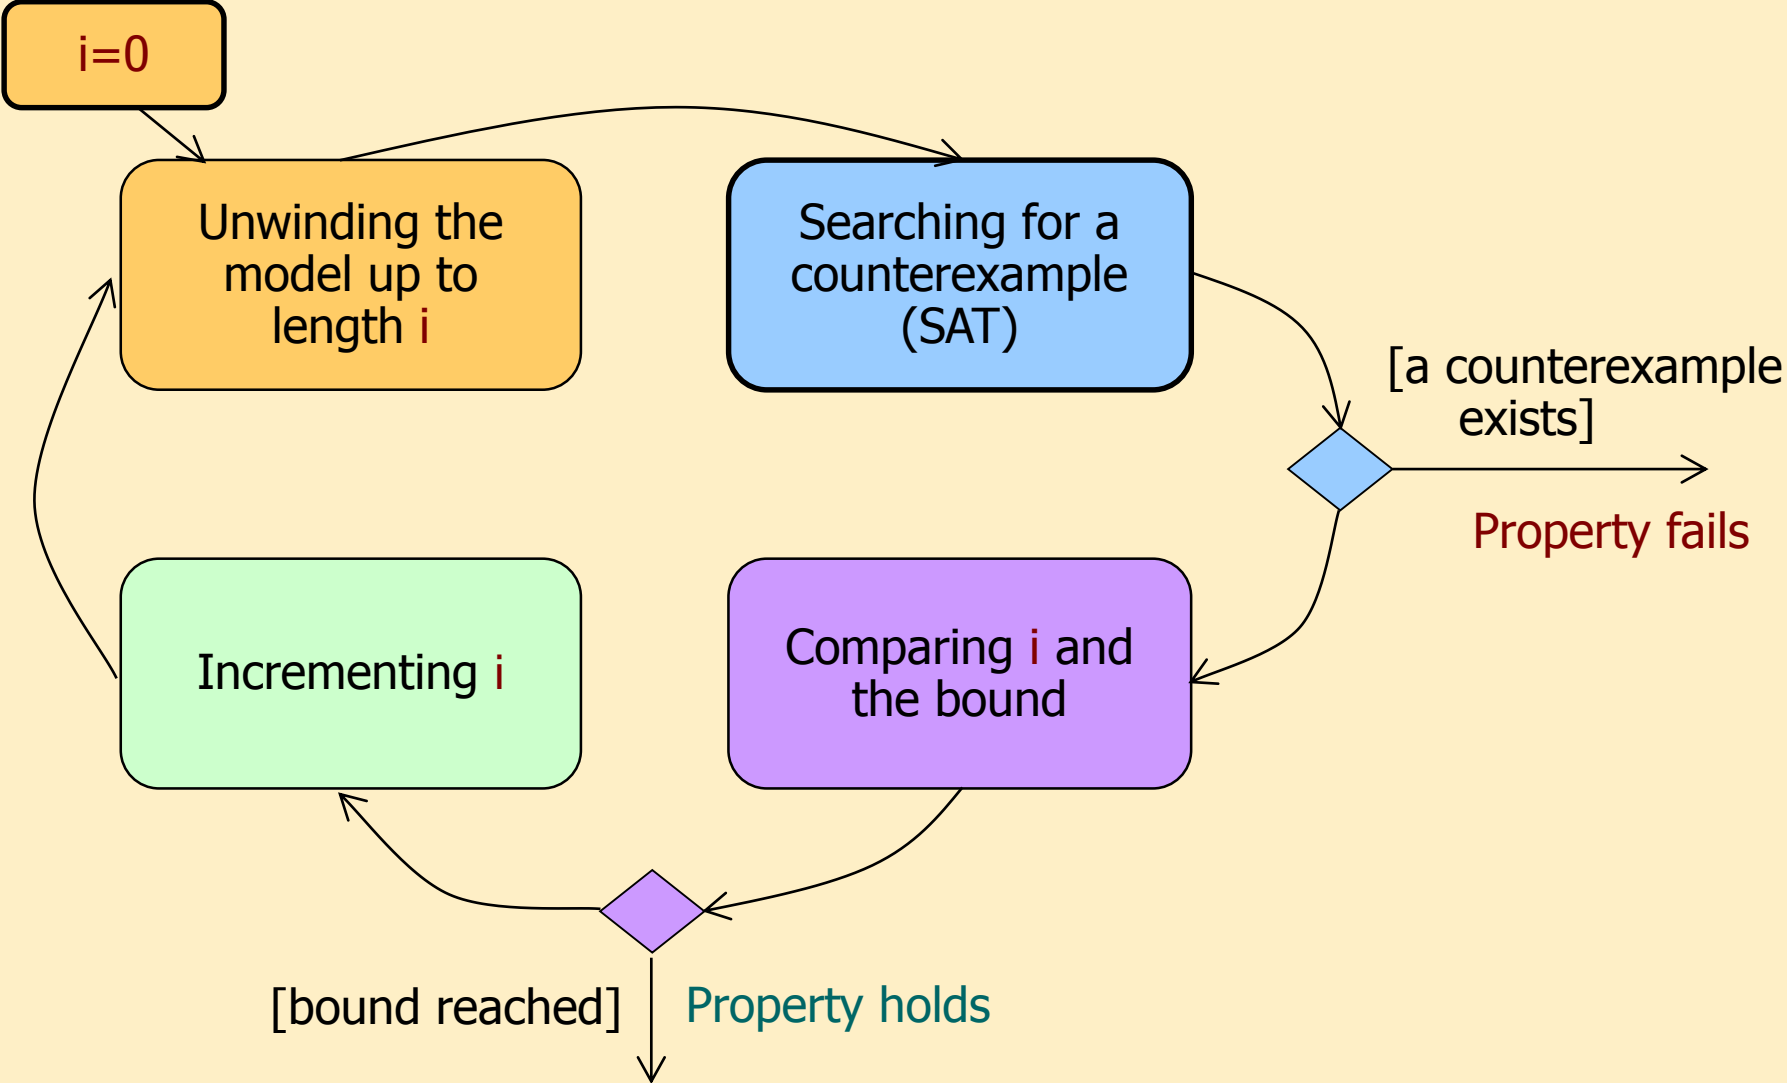 i=0
Unwinding the
model up to
length i
Searching for a
counterexample
(SAT)
[a counterexample
exists]
Property fails
Incrementing i
Comparing i and
the bound
[bound reached]
Property holds